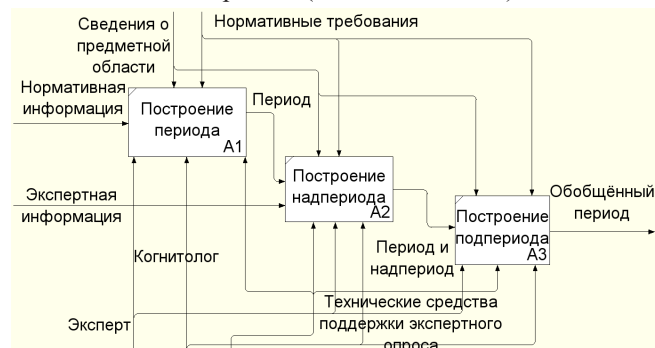 Сведения о
предметной
области
Нормативные требования
Нормативная
информация
Построение
периода
A1
Период
Экспертная
информация
Построение
надпериода
A2
Обобщённый
период
Построение
подпериода
A3
Период и
надпериод
Когнитолог
Эксперт
Технические средства
поддержки экспертного
опроса